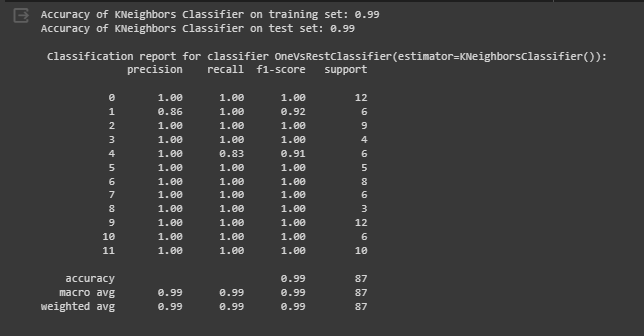 Accuracy of KNeighbors Classifier on training set: 0.99
Accuracy of KNeighbors Classifier on test set: 0.99
Classification report for classifier OneVsRestClassifier(estimator=KNeighborsClassifier()):
precision recall f1-score support
0 1.00 1.00 1.00 12
1 0.86 1.00 0.92 6
2 1.00 1.00 1.00 9
3 1.00 1.00 1.00 4
4 1.00 0.83 0.91 6
5 1.00 1.00 1.00 5
6 1.00 1.00 1.00 8
7 1.00 1.00 1.00 6
8 1.00 1.00 1.00 3
9 1.00 1.00 1.00 12
10 1.00 1.00 1.00 6
11 1.00 1.00 1.00 10
accuracy 0.99 87
macro avg 0.99 0.99 0.99 87
weighted avg 0.99 0.99 0.99 87